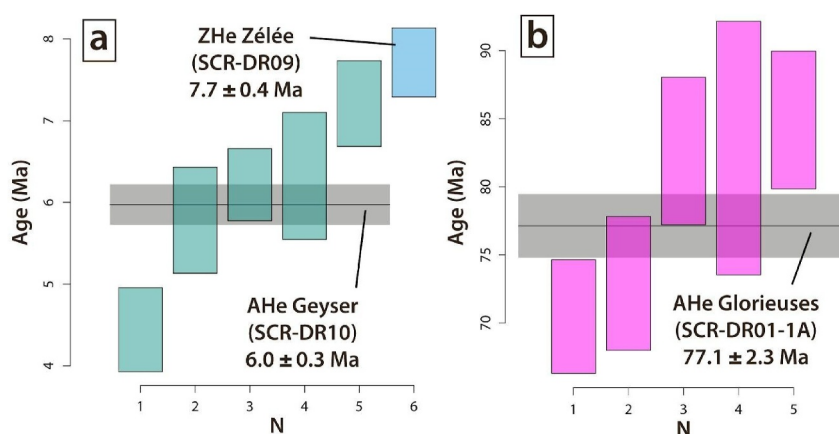 a
ZHe Zélée
(SCR-DR09)
7.7 ± 0.4 Ma
AHe Geyser
(SCR-DR10)
6.0 ± 0.3 Ma
Age (Ma)
8
7
6
5
4
1 2 3 4 5 6
N
b
AHe Glorieuses
(SCR-DR01-1A)
77.1 ± 2.3 Ma
Age (Ma)
90
85
80
75
70
1 2 3 4 5
N